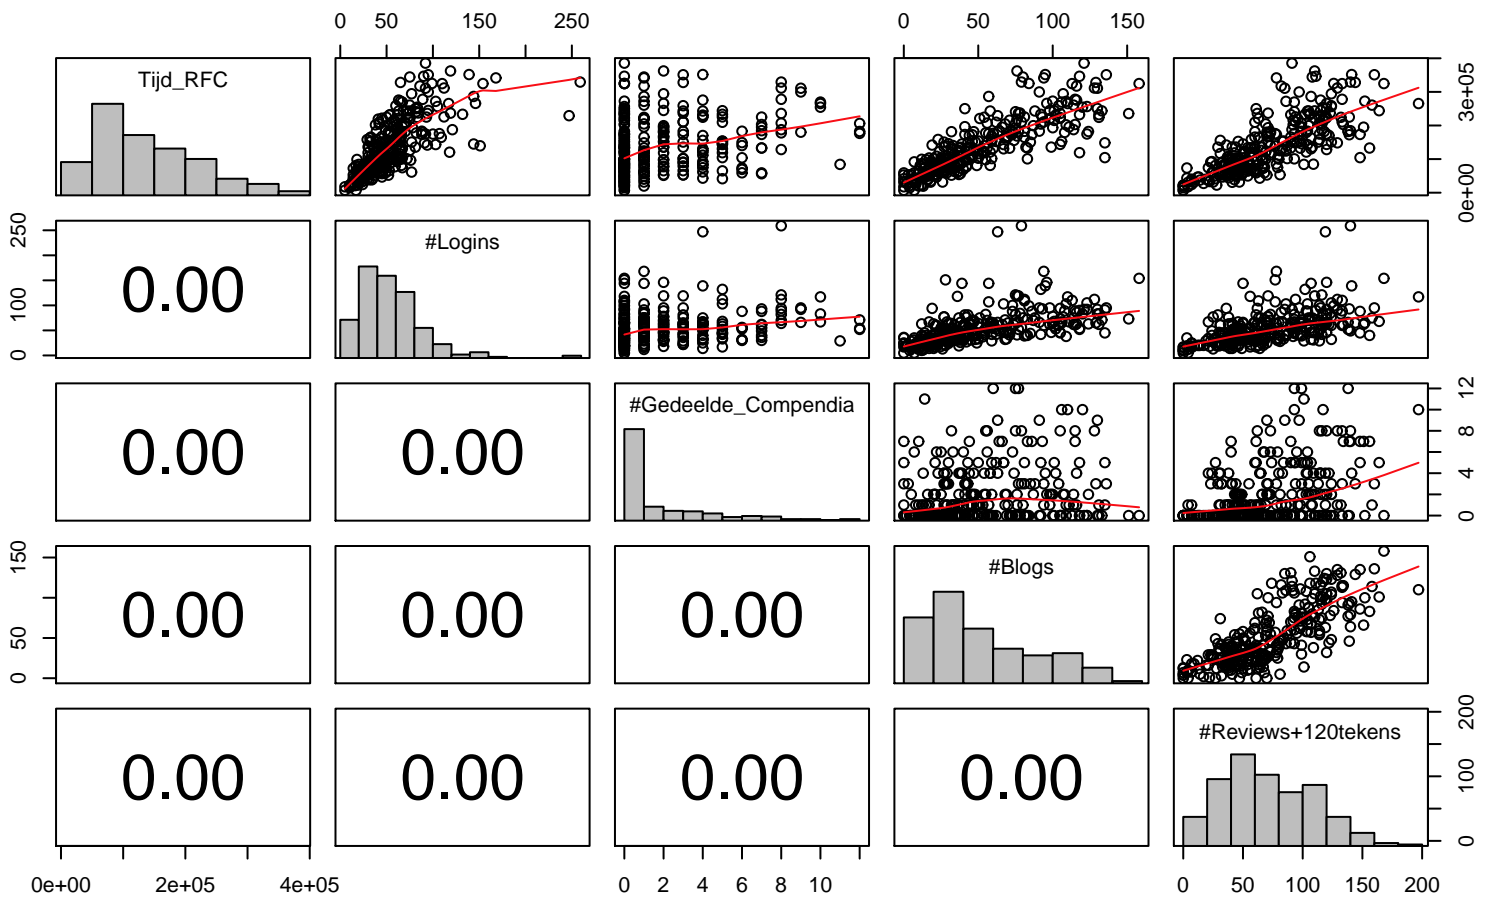 0 50 150 250 0 50 100 150
Tijd_RFC
0e+00 3e+05
0 100 250
0.00
#Logins
0.00
0.00
#Gedeelde_Compendia
0 4 8 12
0 50 150
0.00
0.00
0.00
#Blogs
0.00
0.00
0.00
0.00
#Reviews+120tekens
0 100 200
0e+00 2e+05 4e+05 0 2 4 6 8 10 0 50 100 150 200